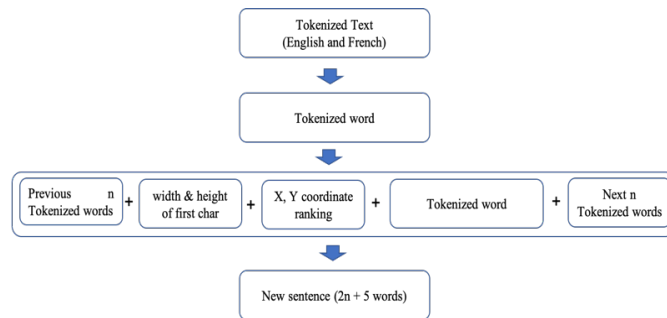 Tokenized Text
(English and French)
Tokenized word
Previous n
Tokenized words
+
width & height
of first char
+
X, Y coordinate
ranking
+
Tokenized word
+
Next n
Tokenized words
New sentence (2n + 5 words)